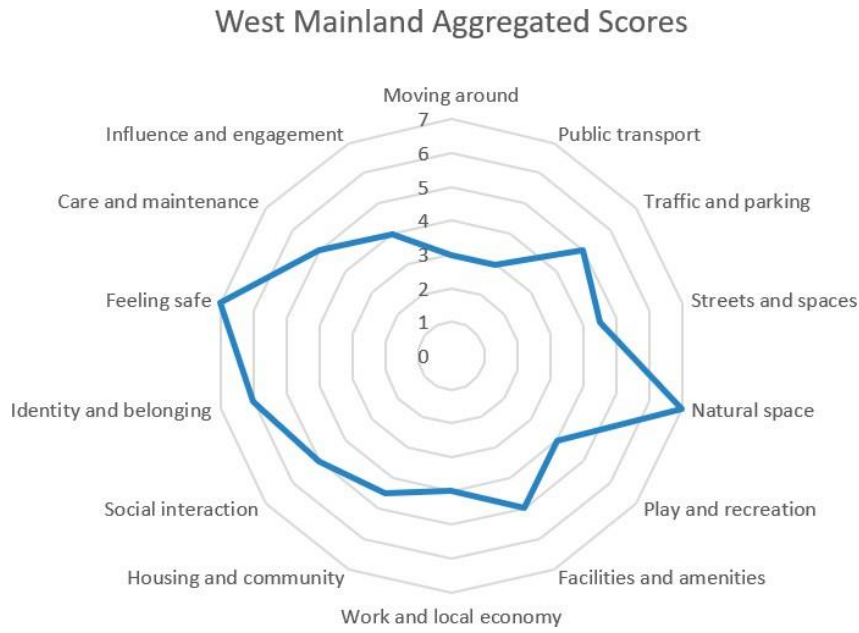 West Mainland Aggregated Scores
Moving around
Public transport
Traffic and parking
Streets and spaces
Natural space
Play and recreation
Facilities and amenities
Work and local economy
Housing and community
Social interaction
Identity and belonging
Feeling safe
Care and maintenance
Influence and engagement
7
6
5
4
3
2
1
0